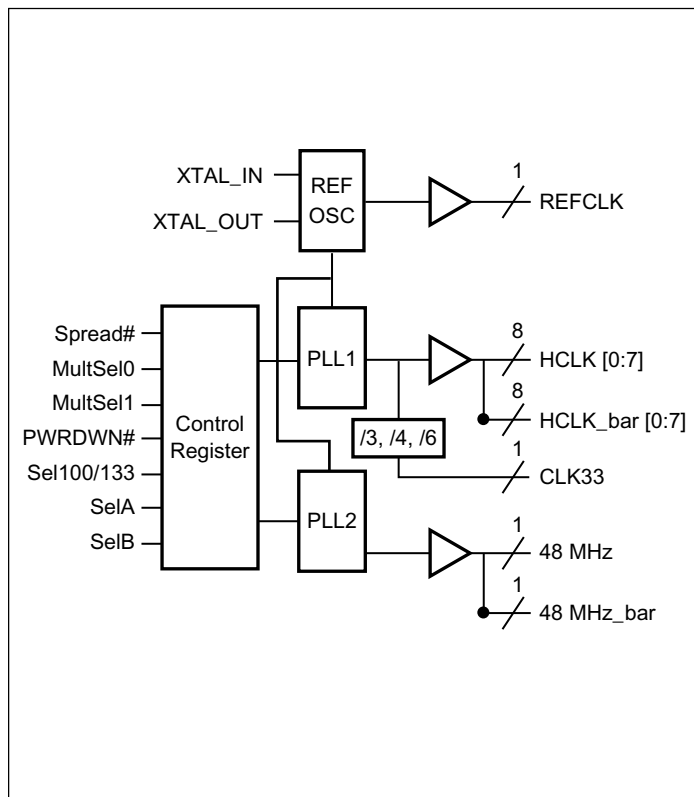 1
XTAL_IN
REF
OSC
REFCLK
XTAL_OUT
Spread#
MultSel0
MultSel1
PWRDWN#
Sel100/133
SelA
SelB
Control
Register
PLL1
8
HCLK [0:7]
8
HCLK_bar [0:7]
/3, /4, /6
1
CLK33
PLL2
1
48 MHz
1
48 MHz_bar